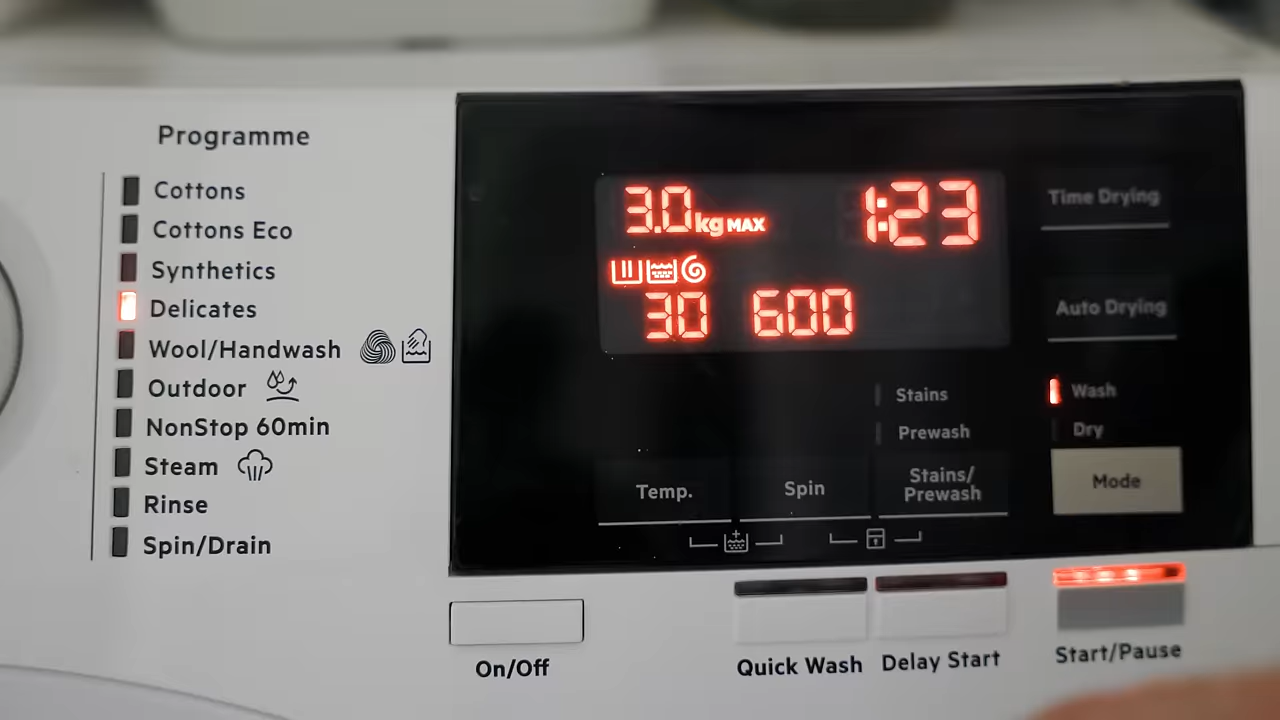 Programme
Cottons
Cottons Eco
Synthetics
Delicates
Wool/Handwash
Outdoor
NonStop 60min
Steam
Rinse
Spin/Drain
3.0kg MAX
1:23
30
600
Time Drying
Auto Drying
Stains
Prewash
Wash
Dry
Temp.
Spin
Stains/
Prewash
Mode
On/Off
Quick Wash
Delay Start
Start/Pause